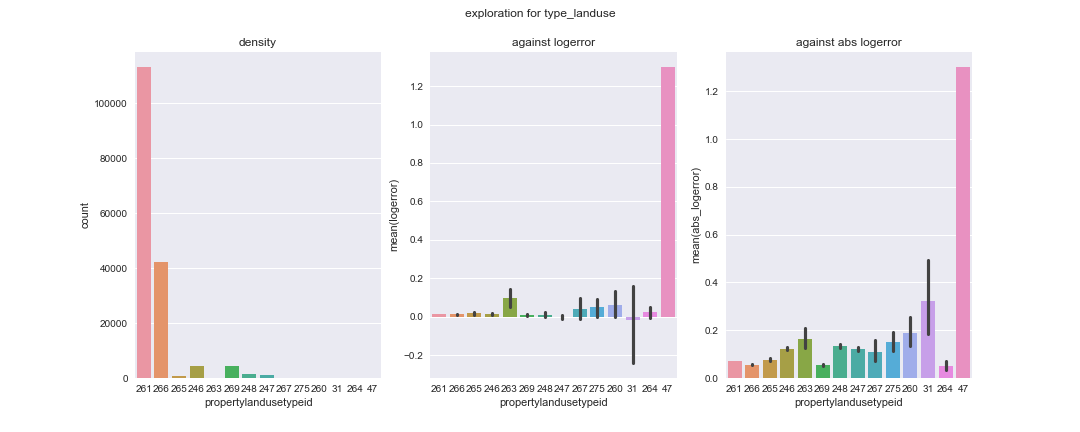 exploration for type_landuse
density
count
100000
80000
60000
40000
20000
0
261 266 265 246 263 269 248 247 267 275 260 31 264 47
propertylandusetypeid
against logerror
mean(logerror)
1.2
1.0
0.8
0.6
0.4
0.2
0.0
−0.2
261 266 265 246 263 269 248 247 267 275 260 31 264 47
propertylandusetypeid
against abs logerror
mean(abs_logerror)
1.2
1.0
0.8
0.6
0.4
0.2
0.0
261 266 265 246 263 269 248 247 267 275 260 31 264 47
propertylandusetypeid